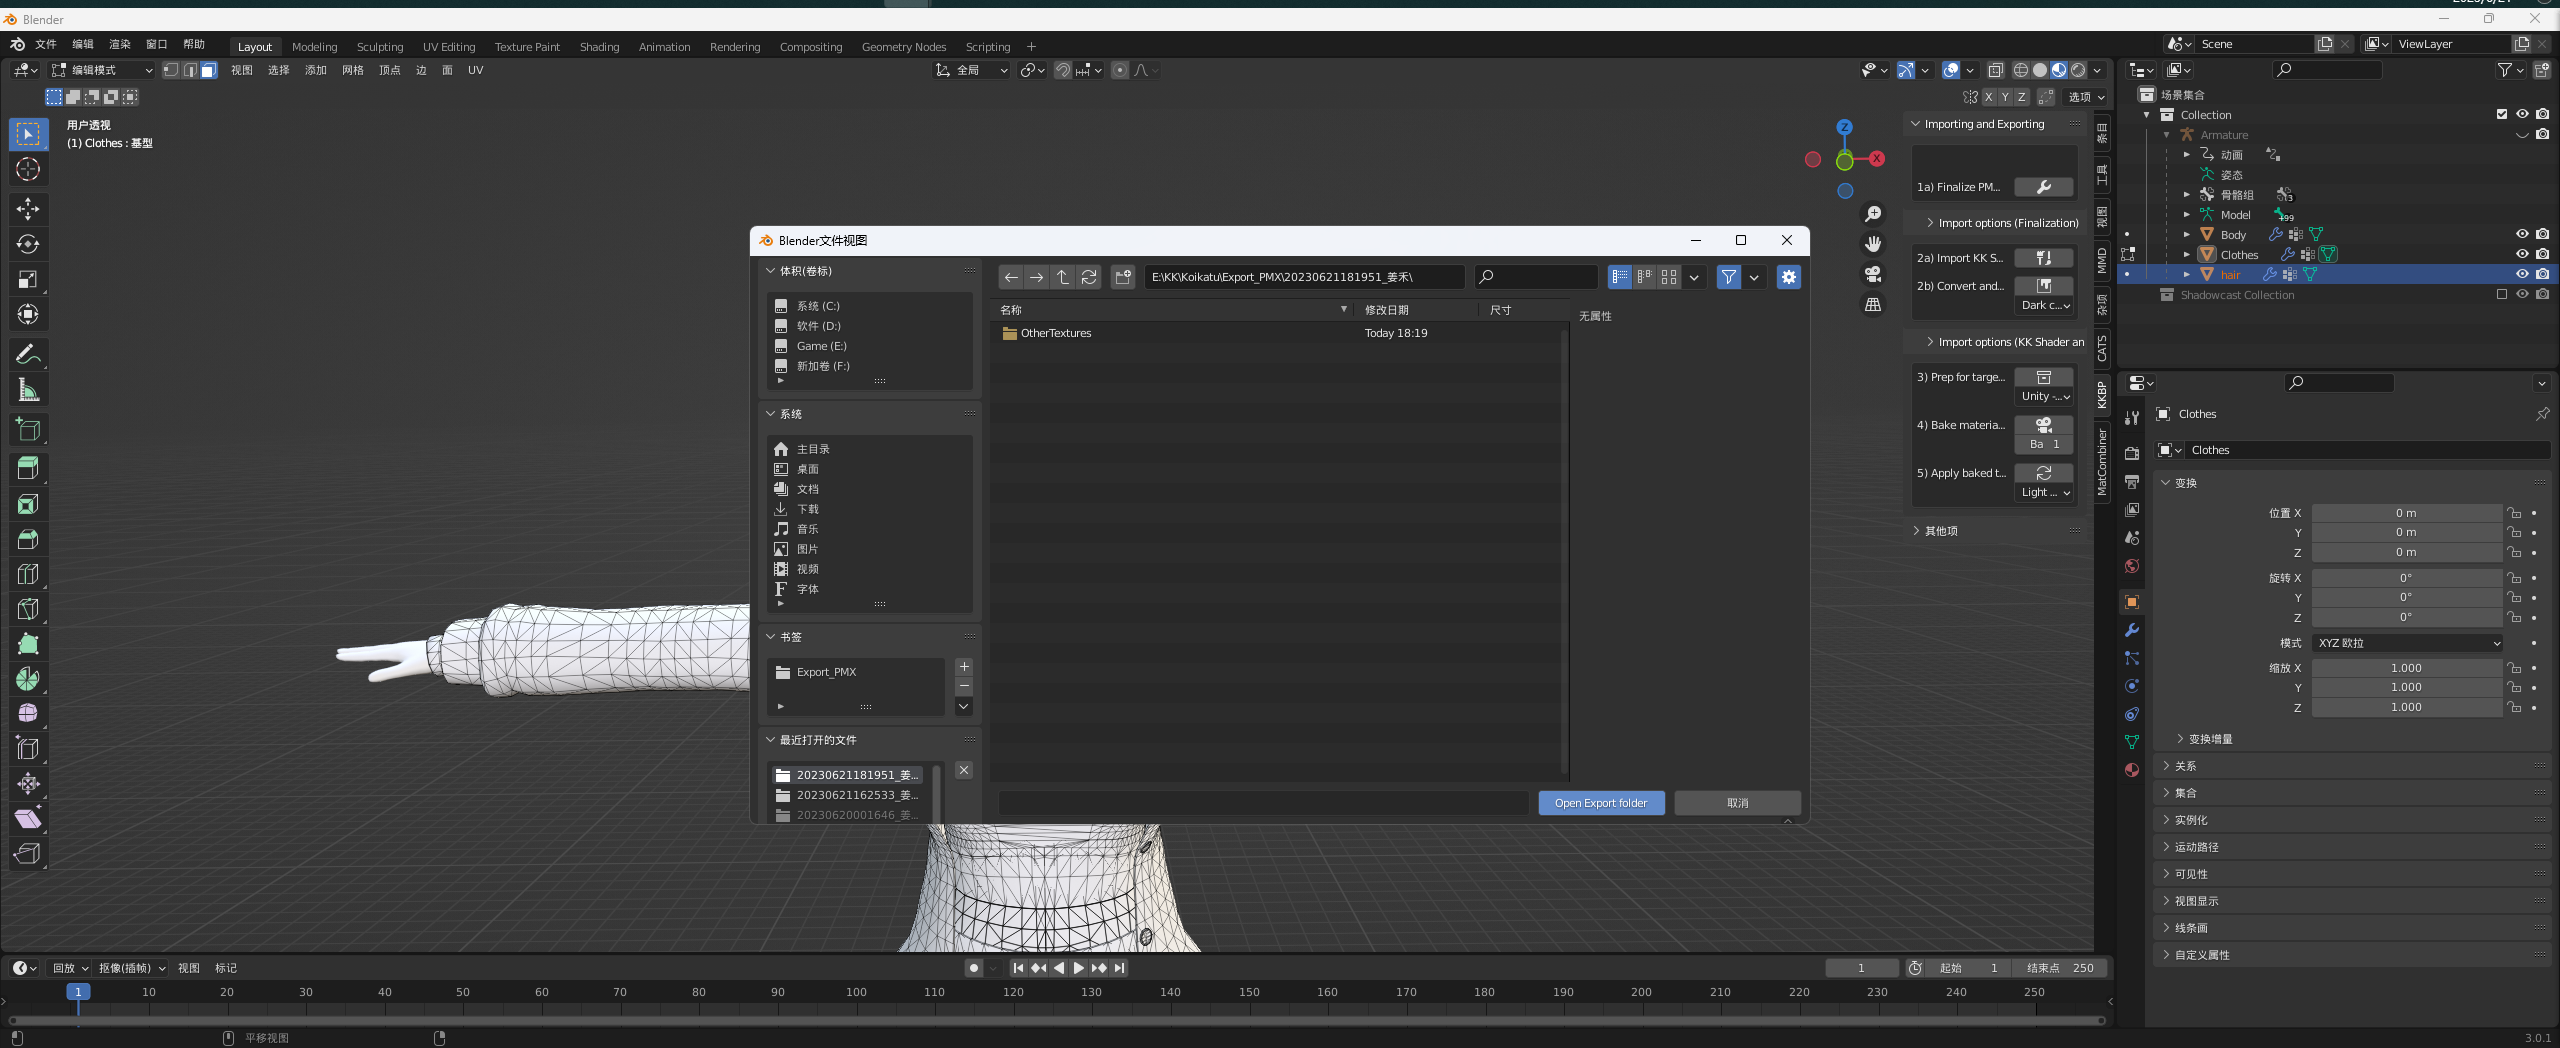 Blender
文件 编辑 渲染 窗口 帮助 Layout Modeling Sculpting UV Editing Texture Paint Shading Animation Rendering Compositing Geometry Nodes Scripting + Scene ViewLayer
编辑模式 视图 选择 添加 网格 顶点 边 面 UV 全局
X Y Z 选项
用户透视
(1) Clothes : 基型
Z
X
Importing and Exporting
1a) Finalize PM...
Import options (Finalization)
2a) Import KK S...
2b) Convert and...
Dark c...
Import options (KK Shader an
3) Prep for targe...
Unity -...
4) Bake materia...
Ba 1
5) Apply baked t...
Light ...
其他项
条目
工具
视图
MMD
杂项
CATS
KKBP
MatCombiner
Blender文件视图
体积(卷标)
系统 (C:)
软件 (D:)
Game (E:)
新加卷 (F:)
系统
主目录
桌面
文档
下载
音乐
图片
视频
字体
书签
Export_PMX
最近打开的文件
20230621181951_姜...
20230621162533_姜...
20230620001646_姜...
E:\KK\Koikatu\Export_PMX\20230621181951_姜禾\
名称 修改日期 尺寸
OtherTextures Today 18:19
无属性
Open Export folder 取消
场景集合
Collection
Armature
动画
姿态
骨骼组 3
Model +99
Body
Clothes
hair
Shadowcast Collection
Clothes
Clothes
变换
位置 X 0 m
Y 0 m
Z 0 m
旋转 X 0°
Y 0°
Z 0°
模式 XYZ 欧拉
缩放 X 1.000
Y 1.000
Z 1.000
变换增量
关系
集合
实例化
运动路径
可见性
视图显示
线条画
自定义属性
回放 抠像(插帧) 视图 标记 1 起始 1 结束点 250
1 10 20 30 40 50 60 70 80 90 100 110 120 130 140 150 160 170 180 190 200 210 220 230 240 250
平移视图 3.0.1